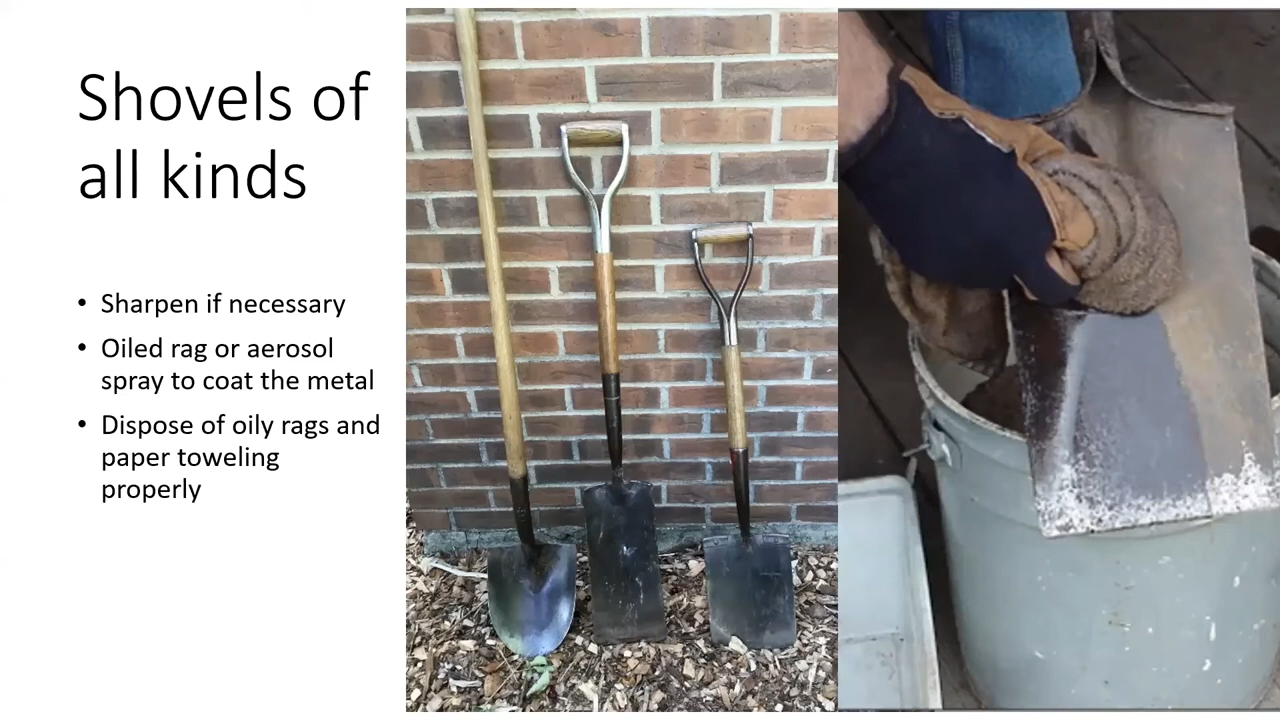 Shovels of
all kinds
• Sharpen if necessary
• Oiled rag or aerosol
spray to coat the metal
• Dispose of oily rags and
paper toweling
properly